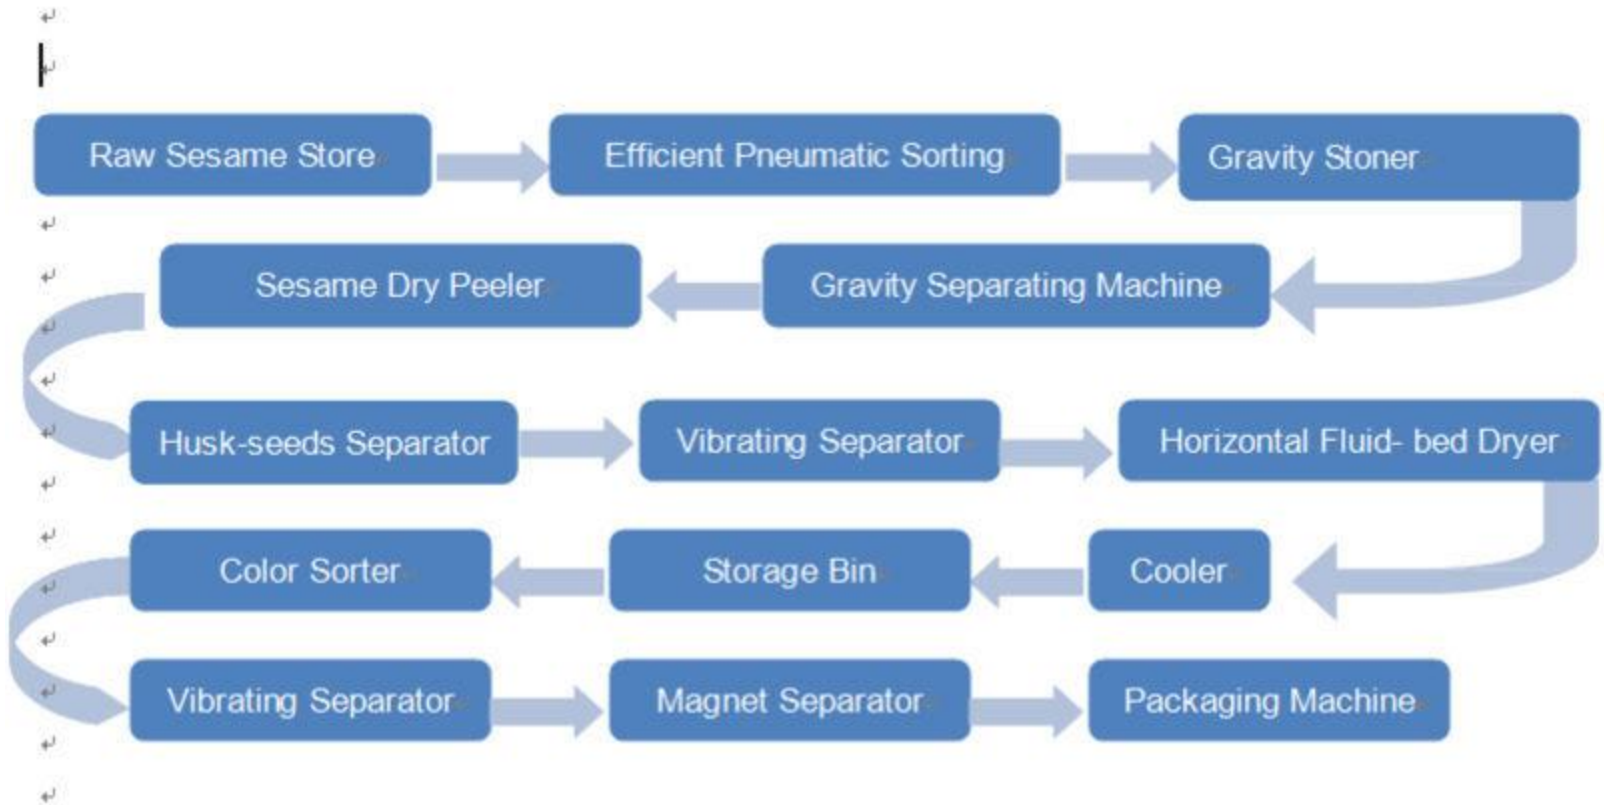 Raw Sesame Store
Efficient Pneumatic Sorting
Gravity Stoner
Gravity Separating Machine
Sesame Dry Peeler
Husk-seeds Separator
Vibrating Separator
Horizontal Fluid- bed Dryer
Cooler
Storage Bin
Color Sorter
Vibrating Separator
Magnet Separator
Packaging Machine